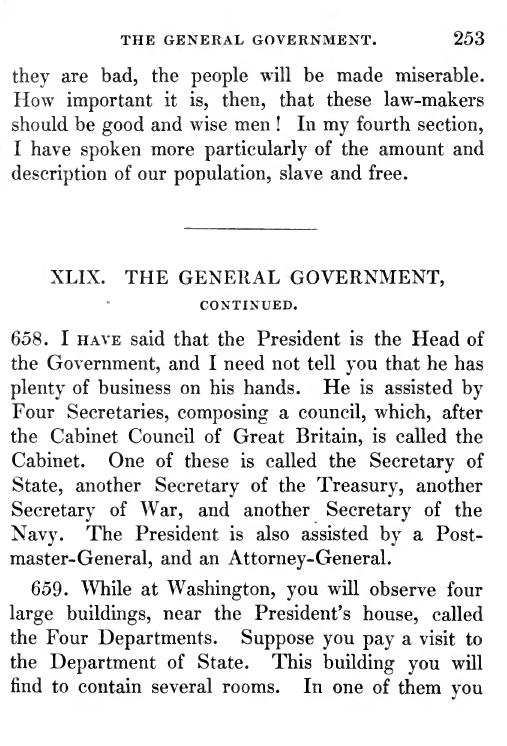 THE GENERAL GOVERNMENT. 253
they are bad, the people will be made miserable.
How important it is, then, that these law-makers
should be good and wise men ! In my fourth section,
I have spoken more particularly of the amount and
description of our population, slave and free.
XLIX. THE GENERAL GOVERNMENT,
CONTINUED.
658. I HAVE said that the President is the Head of
the Government, and I need not tell you that he has
plenty of business on his hands. He is assisted by
Four Secretaries, composing a council, which, after
the Cabinet Council of Great Britain, is called the
Cabinet. One of these is called the Secretary of
State, another Secretary of the Treasury, another
Secretary of War, and another Secretary of the
Navy. The President is also assisted by a Post-
master-General, and an Attorney-General.
659. While at Washington, you will observe four
large buildings, near the President's house, called
the Four Departments. Suppose you pay a visit to
the Department of State. This building you will
find to contain several rooms. In one of them you